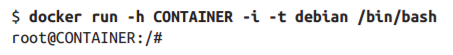 $ docker run -h CONTAINER -i -t debian /bin/bash
root@CONTAINER:/#